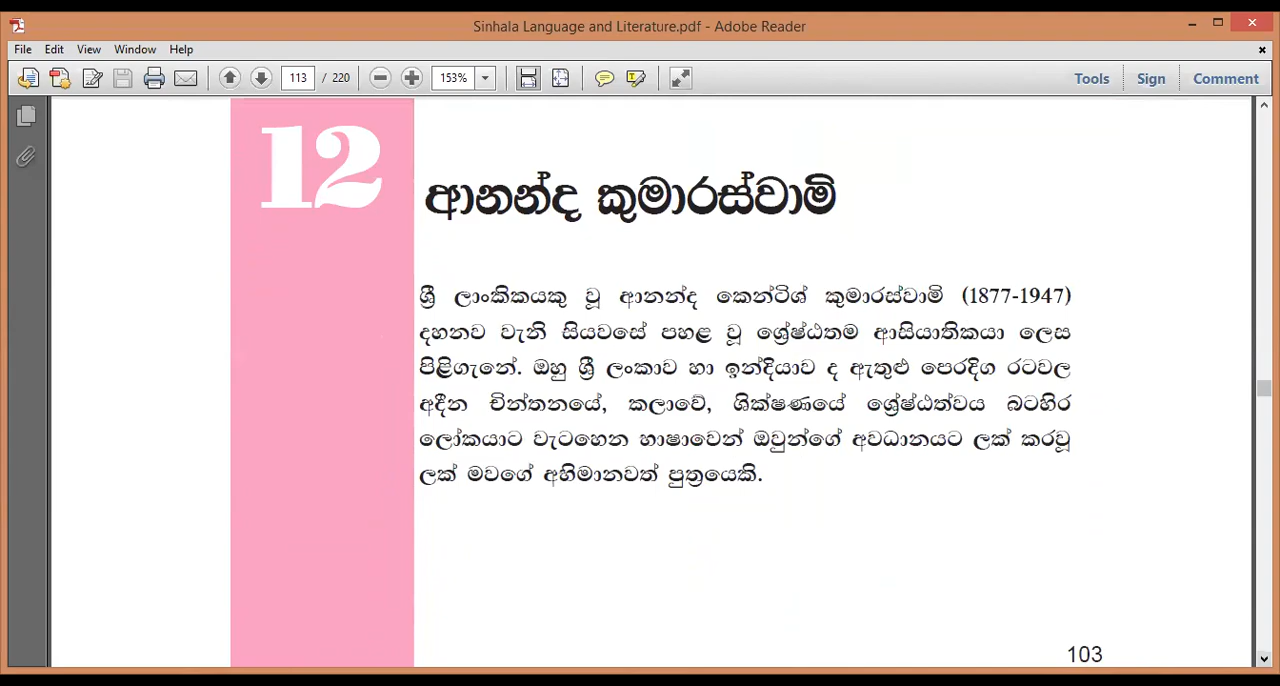 Sinhala Language and Literature.pdf - Adobe Reader
File Edit View Window Help
113 / 220 153% Tools Sign Comment
12
ආනන්ද කුමාරස්වාමි
ශ්‍රී ලාංකිකයකු වූ ආනන්ද කෙන්ටිශ් කුමාරස්වාමි (1877-1947)
දහනව වැනි සියවසේ පහළ වූ ශ්‍රේෂ්ඨතම ආසියාතිකයා ලෙස
පිළිගැනේ. ඔහු ශ්‍රී ලංකාව හා ඉන්දියාව ද ඇතුළු පෙරදිග රටවල
අදීන චින්තනයේ, කලාවේ, ශික්ෂණයේ ශ්‍රේෂ්ඨත්වය බටහිර
ලෝකයාට වැටහෙන භාෂාවෙන් ඔවුන්ගේ අවධානයට ලක් කරවූ
ලක් මවගේ අභිමානවත් පුත්‍රයෙකි.
103